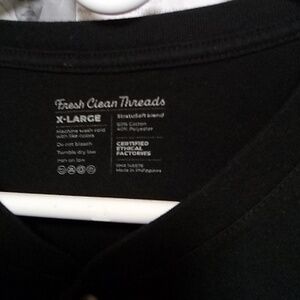 Fresh Clean Threads
X-LARGE
Machine wash cold
with like colors
Do not bleach
Tumble dry low
Iron on low
StratuSoft blend
60% Cotton
40% Polyester
CERTIFIED
ETHICAL
FACTORIES
Made in Philippines